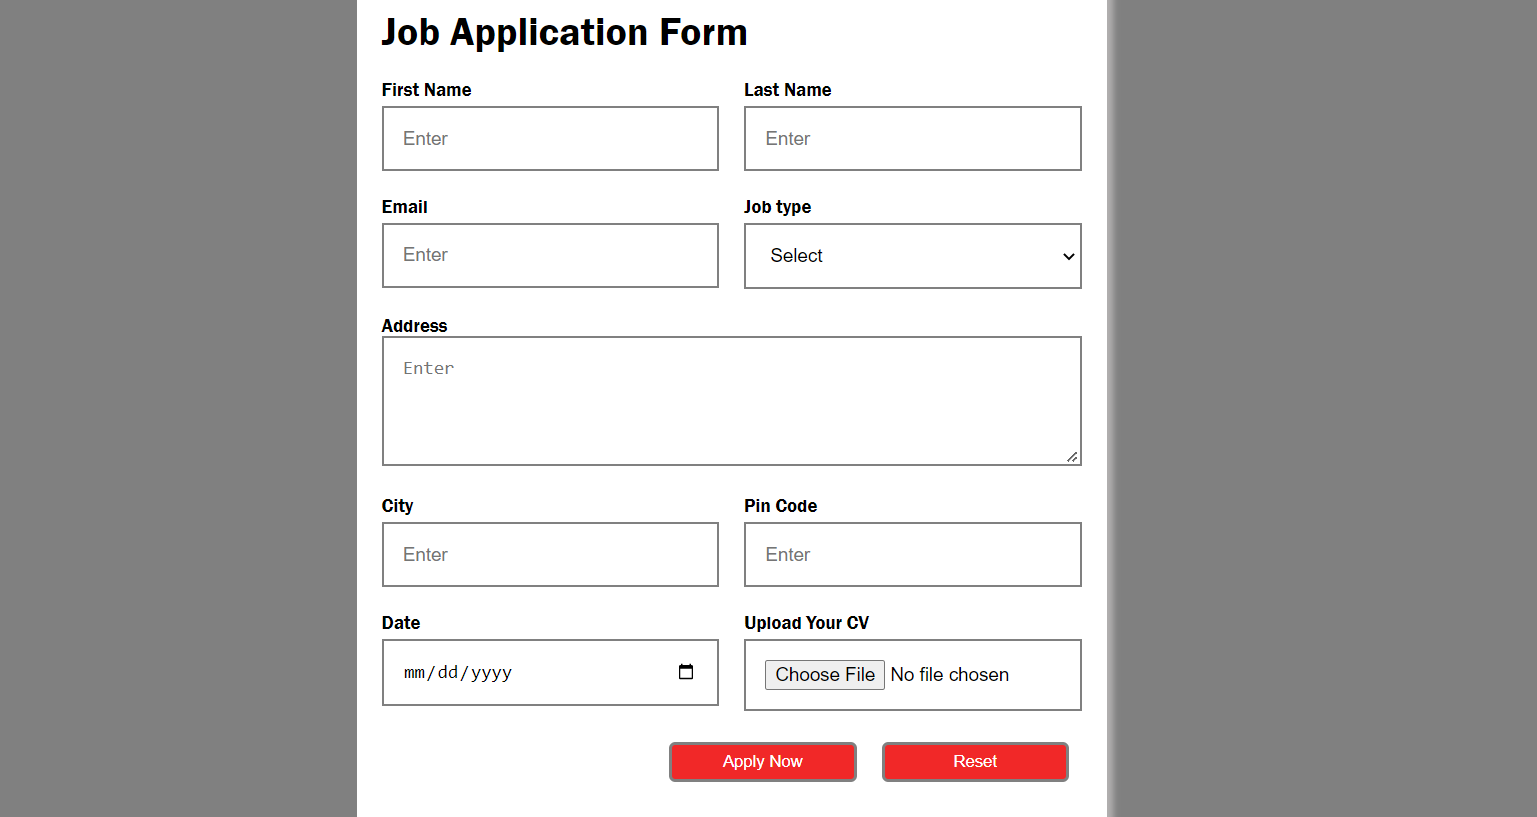 Job Application Form
First Name
Last Name
Enter
Enter
Email
Job type
Enter
Select
Address
Enter
City
Pin Code
Enter
Enter
Date
Upload Your CV
mm/dd/yyyy
Choose File No file chosen
Apply Now
Reset